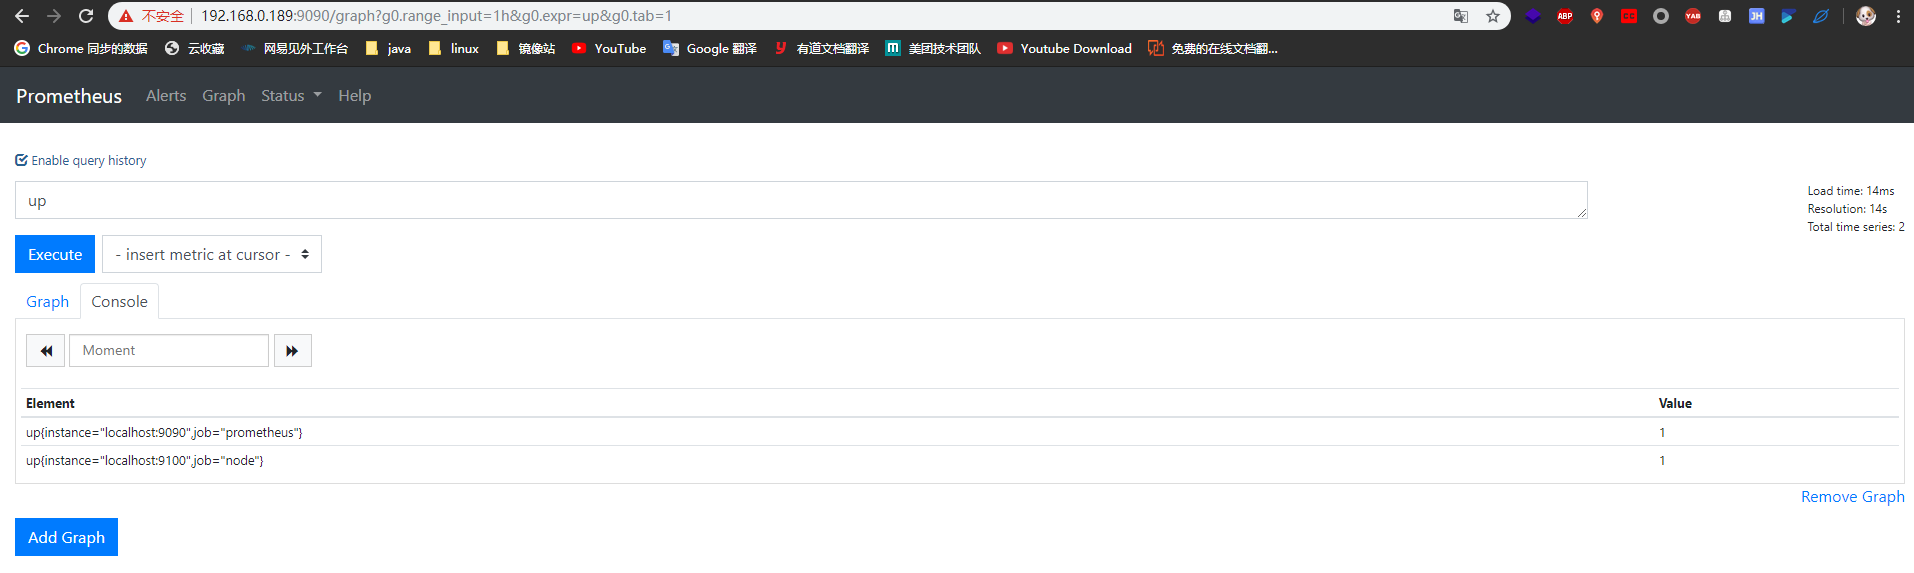 不安全 192.168.0.189:9090/graph?g0.range_input=1h&g0.expr=up&g0.tab=1
Chrome 同步的数据 云收藏 网易见外工作台 java linux 镜像站 YouTube Google 翻译 有道文档翻译 美团技术团队 Youtube Download 免费的在线文档翻...
Prometheus Alerts Graph Status Help
Enable query history
up
Load time: 14ms
Resolution: 14s
Total time series: 2
Execute - insert metric at cursor -
Graph Console
Moment
Element Value
up{instance="localhost:9090",job="prometheus"} 1
up{instance="localhost:9100",job="node"} 1
Remove Graph
Add Graph